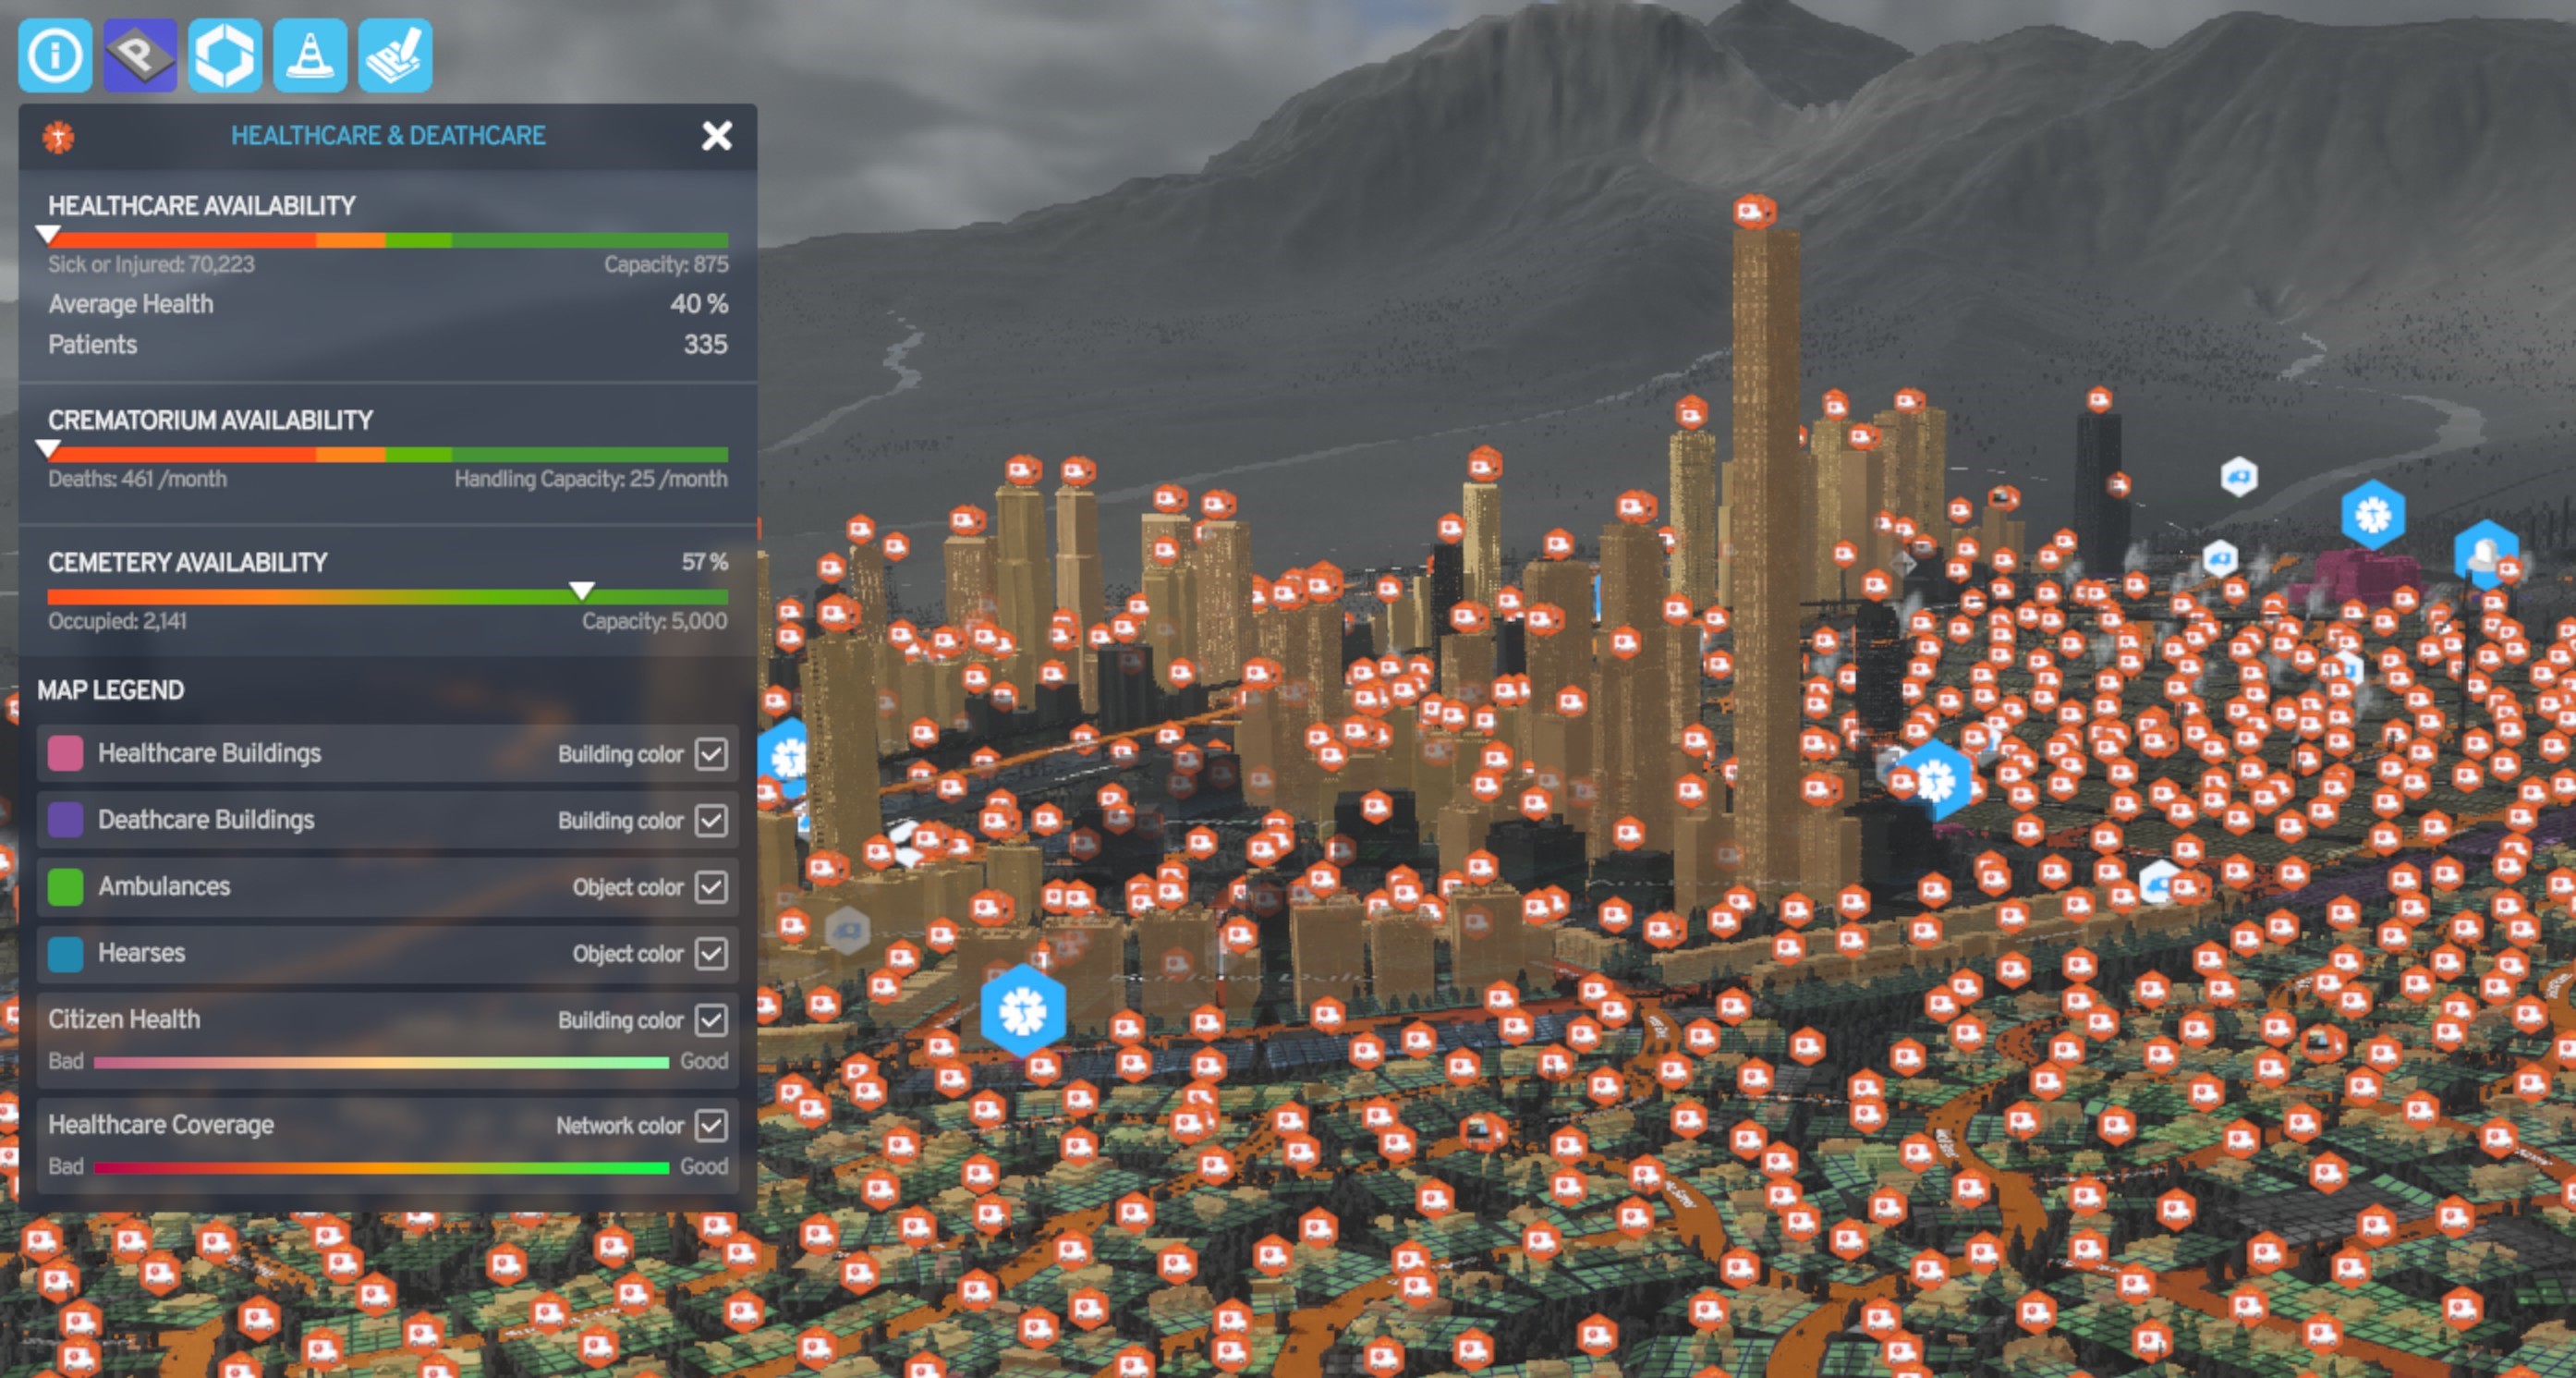 HEALTHCARE & DEATHCARE
HEALTHCARE AVAILABILITY
Sick or Injured: 70,223 Capacity: 875
Average Health 40 %
Patients 335
CREMATORIUM AVAILABILITY
Deaths: 461 /month Handling Capacity: 25 /month
CEMETERY AVAILABILITY 57 %
Occupied: 2,141 Capacity: 5,000
MAP LEGEND
Healthcare Buildings Building color
Deathcare Buildings Building color
Ambulances Object color
Hearses Object color
Citizen Health Building color
Bad Good
Healthcare Coverage Network color
Bad Good